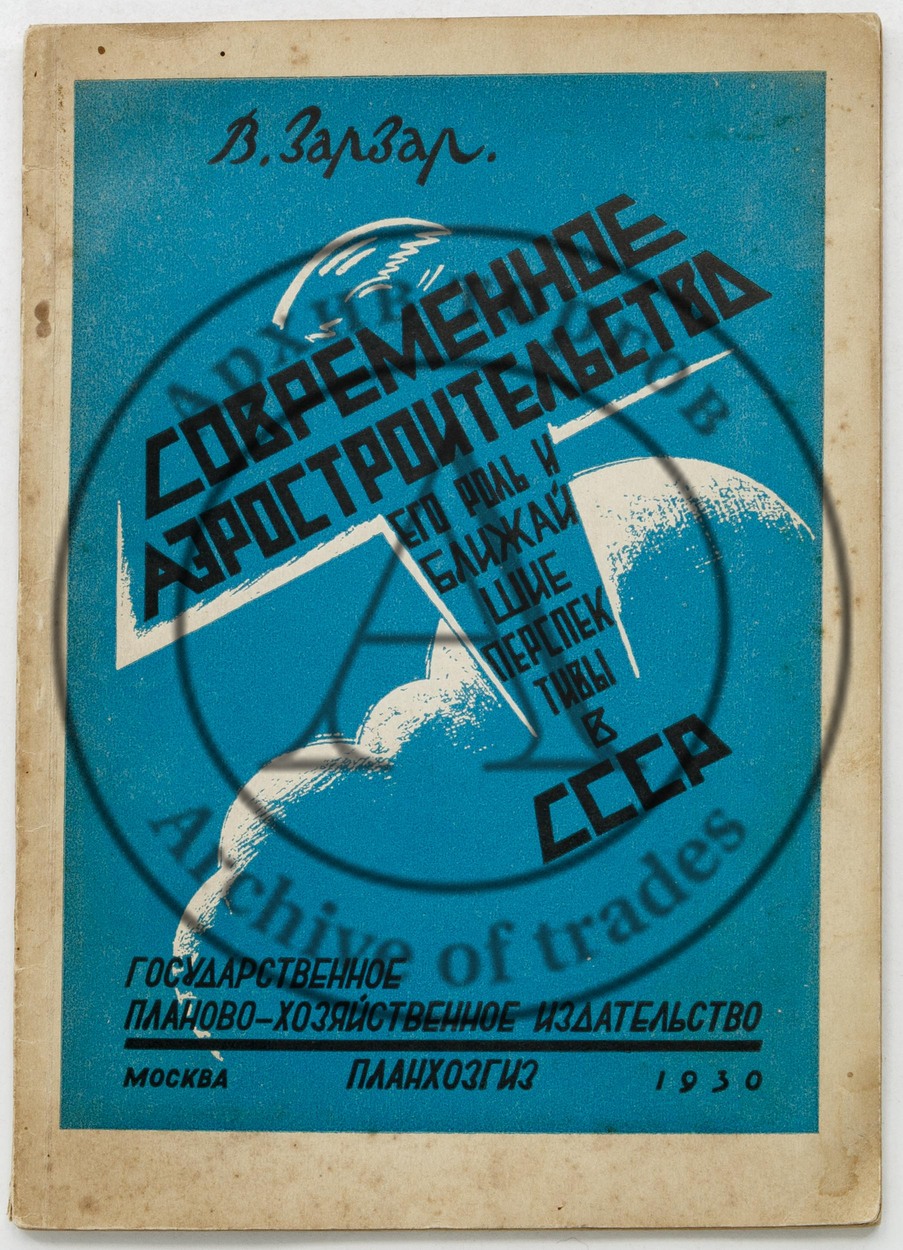 В. Зарзар.
СОВРЕМЕННОЕ
АЭРОСТРОИТЕЛЬСТВО
ЕГО РОЛЬ И
БЛИЖАЙ
ШИЕ
ПЕРСПЕК
ТИВЫ
В
СССР
ГОСУДАРСТВЕННОЕ
ПЛАНОВО-ХОЗЯЙСТВЕННОЕ ИЗДАТЕЛЬСТВО
МОСКВА ПЛАНХОЗГИЗ 1930
Архив
А
Archive of trades